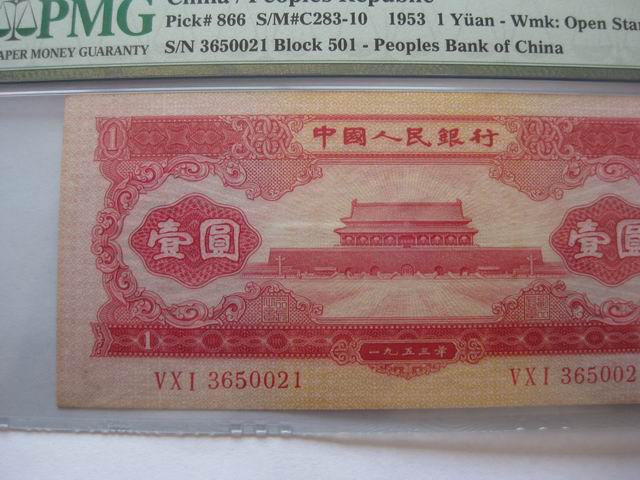 PMG
China / Peoples Republic
PAPER MONEY GUARANTY
Pick# 866 S/M#C283-10 1953 1 Yüan - Wmk: Open Star
S/N 3650021 Block 501 - Peoples Bank of China
1
中國人民銀行
壹圓
壹圓
1
一九五三年
VXI 3650021
VXI 365002